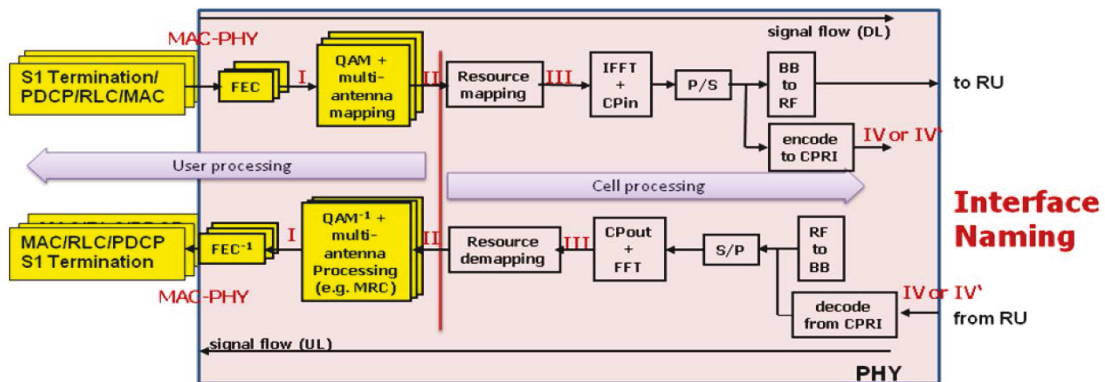 signal flow (DL)
MAC-PHY
S1 Termination/
PDCP/RLC/MAC
FEC
I
QAM +
multi-
antenna
mapping
II
Resource
mapping
III
IFFT
+
CPin
P/S
BB
to
RF
to RU
encode
to CPRI
IV or IV'
User processing
Cell processing
Interface
Naming
MAC/RLC/PDCP
MAC/RLC/PDCP
S1 Termination
FEC-1
I
QAM-1 +
multi-
antenna
Processing
(e.g. MRC)
II
Resource
demapping
III
CPout
+
FFT
S/P
RF
to
BB
decode
from CPRI
IV or IV'
from RU
MAC-PHY
signal flow (UL)
PHY